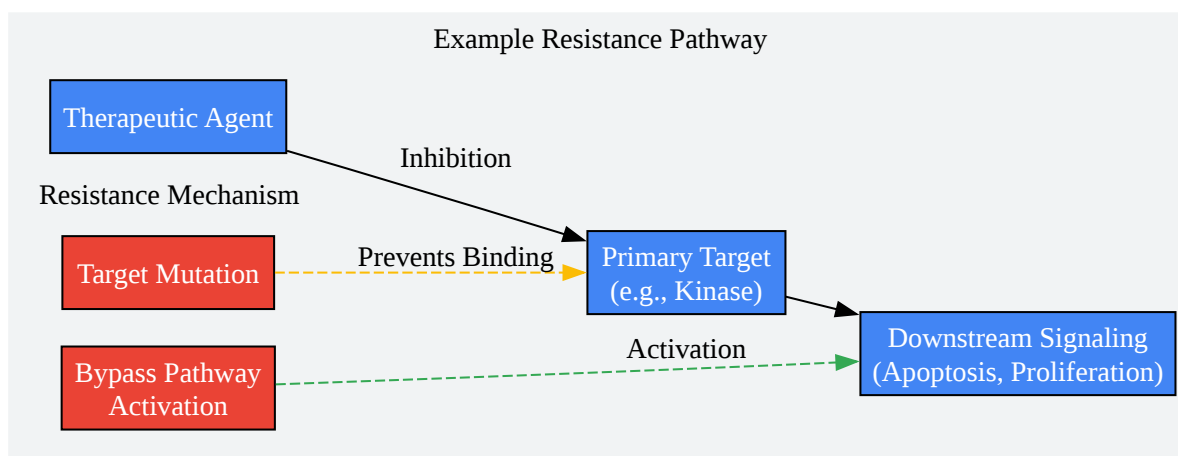 Example Resistance Pathway
Therapeutic Agent
Inhibition
Resistance Mechanism
Target Mutation
Prevents Binding
Primary Target
(e.g., Kinase)
Bypass Pathway
Activation
Activation
Downstream Signaling
(Apoptosis, Proliferation)